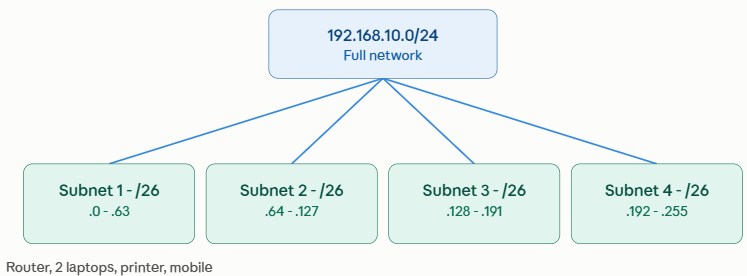 192.168.10.0/24
Full network
Subnet 1 - /26
.0 - .63
Subnet 2 - /26
.64 - .127
Subnet 3 - /26
.128 - .191
Subnet 4 - /26
.192 - .255
Router, 2 laptops, printer, mobile